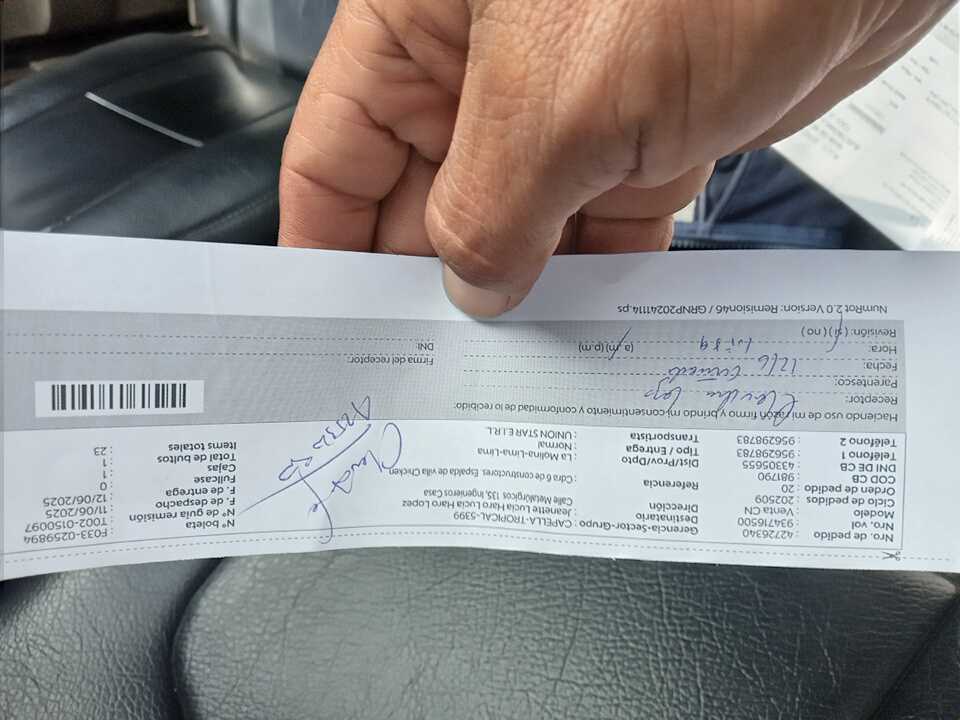 Nro. de pedido : 42726340
Nro. vol : 934716500
Modelo : Venta CN
Ciclo de pedidos : 202509
Orden de pedido : 20
COD CB : 981790
DNI DE CB : 43305655
Teléfono 1 : 956298783
Teléfono 2 : 956298783
Gerencia-Sector-Grupo: CAPELLA-TROPICAL-5399
Destinatario : Jeanette Lucia Haro Lucia Haro Lopez
Dirección : Calle Metalúrgicos 135, Ingenieros Casa
Referencia : Cdra 6 de constructores. Espalda de villa Chicken
Dist/Prov/Dpto : La Molina-Lima-Lima
Tipo / Entrega : Normal
Transportista : UNION STAR E.I.R.L.
N° boleta : F033-0259894
N° de guía remisión : T002-0150097
F. de despacho : 11/06/2025
F. de entrega : 12/06/2025
Fullcase : 0
Cajas : 1
Total de bultos : 1
Items totales : 23
Haciendo uso de mi razón firmo y brindo mi consentimiento y conformidad de lo recibido:
Receptor:
Parentesco:
Fecha: 12/6
Hora: (a.m) (p.m)
Revisión: (si) (no)
Firma del receptor:
DNI:
NumRot 2.0 Version: Remision46 / GRNP20241114.ps